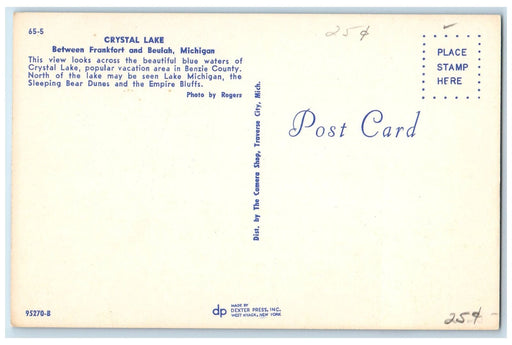 65-5
CRYSTAL LAKE
Between Frankfort and Beulah, Michigan
This view looks across the beautiful blue waters of
Crystal Lake, popular vacation area in Benzie County.
North of the lake may be seen Lake Michigan, the
Sleeping Bear Dunes and the Empire Bluffs.
Photo by Rogers
25¢
PLACE
STAMP
HERE
Post Card
Dist. by The Camera Shop, Traverse City, Mich.
95270-B
dp
MADE BY
DEXTER PRESS, INC.
WEST NYACK, NEW YORK
25¢